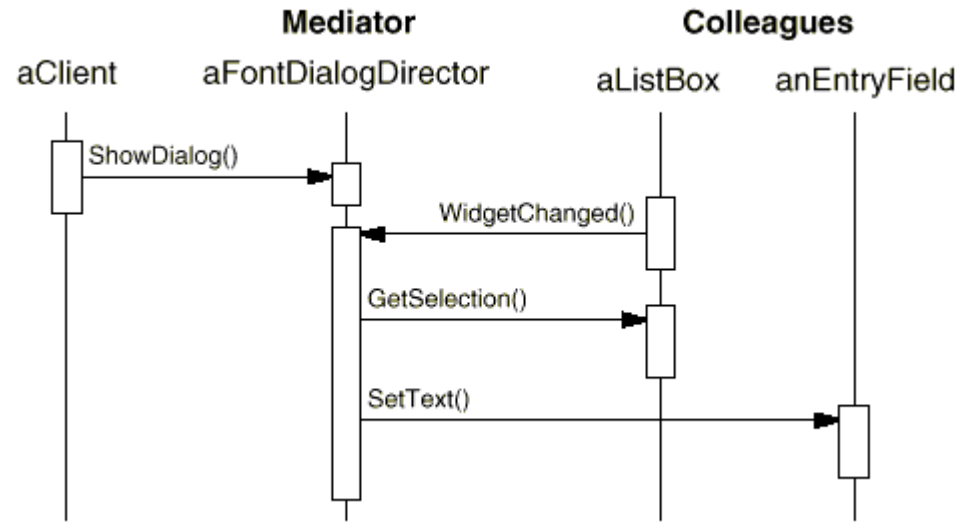 Mediator
Colleagues
aClient
aFontDialogDirector
aListBox
anEntryField
ShowDialog()
WidgetChanged()
GetSelection()
SetText()